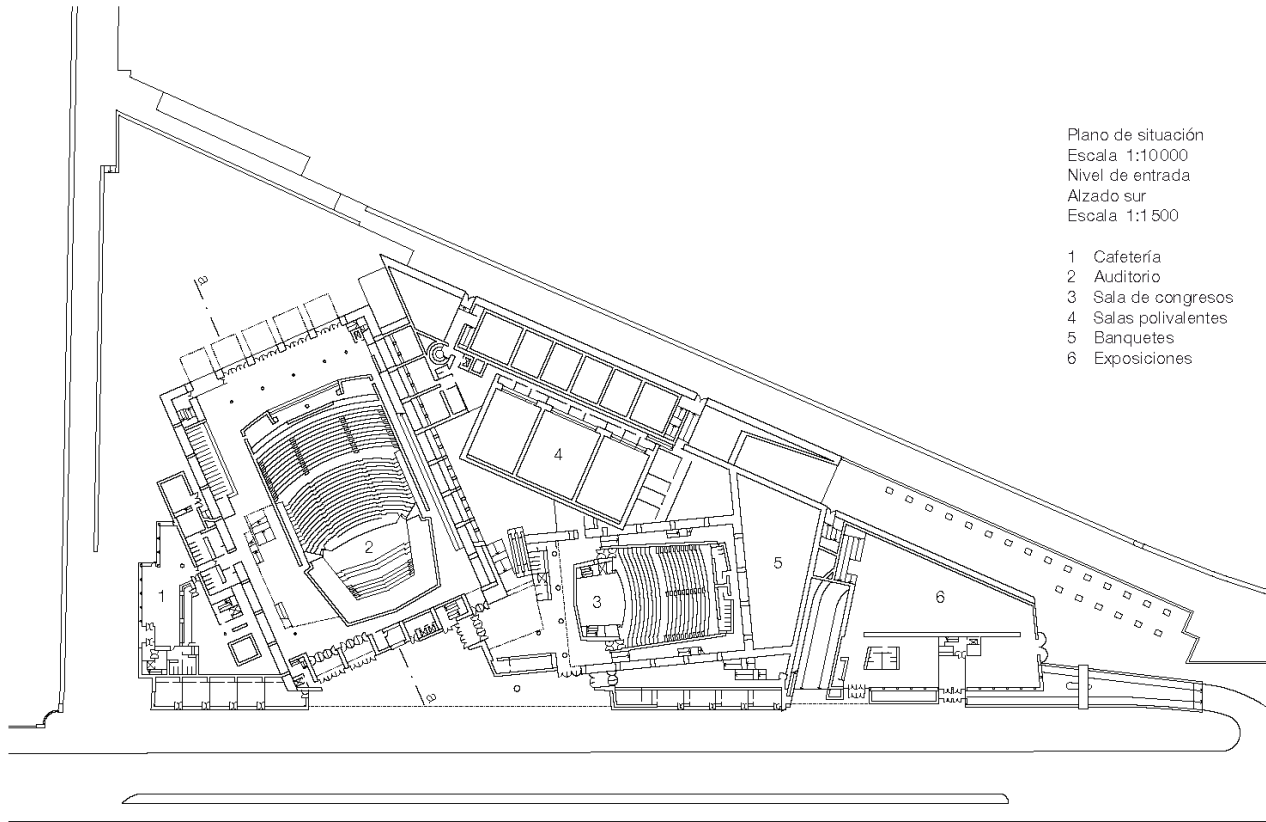 Plano de situación
Escala 1:10000
Nivel de entrada
Alzado sur
Escala 1:1500
1 Cafetería
2 Auditorio
3 Sala de congresos
4 Salas polivalentes
5 Banquetes
6 Exposiciones
a
4
2
5
1
3
6
a